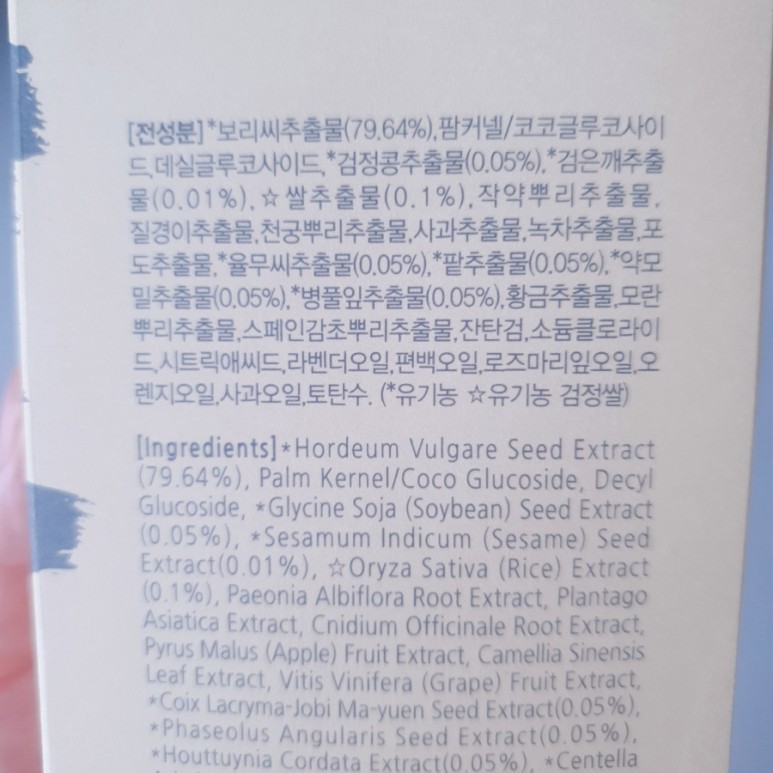 [전성분]*보리씨추출물(79.64%),팜커넬/코코글루코사이
드,데실글루코사이드,*검정콩추출물(0.05%),*검은깨추출
물(0.01%),☆쌀추출물(0.1%),작약뿌리추출물,
질경이추출물,천궁뿌리추출물,사과추출물,녹차추출물,포
도추출물,*율무씨추출물(0.05%),*팥추출물(0.05%),*약모
밀추출물(0.05%),*병풀잎추출물(0.05%),황금추출물,모란
뿌리추출물,스페인감초뿌리추출물,잔탄검,소듐클로라이
드,시트릭애씨드,라벤더오일,편백오일,로즈마리잎오일,오
렌지오일,사과오일,토탄수. (*유기농 ☆유기농 검정쌀)
[Ingredients]*Hordeum Vulgare Seed Extract
(79.64%), Palm Kernel/Coco Glucoside, Decyl
Glucoside, *Glycine Soja (Soybean) Seed Extract
(0.05%), *Sesamum Indicum (Sesame) Seed
Extract(0.01%), ☆Oryza Sativa (Rice) Extract
(0.1%), Paeonia Albiflora Root Extract, Plantago
Asiatica Extract, Cnidium Officinale Root Extract,
Pyrus Malus (Apple) Fruit Extract, Camellia Sinensis
Leaf Extract, Vitis Vinifera (Grape) Fruit Extract,
*Coix Lacryma-Jobi Ma-yuen Seed Extract(0.05%),
*Phaseolus Angularis Seed Extract(0.05%),
*Houttuynia Cordata Extract(0.05%), *Centella